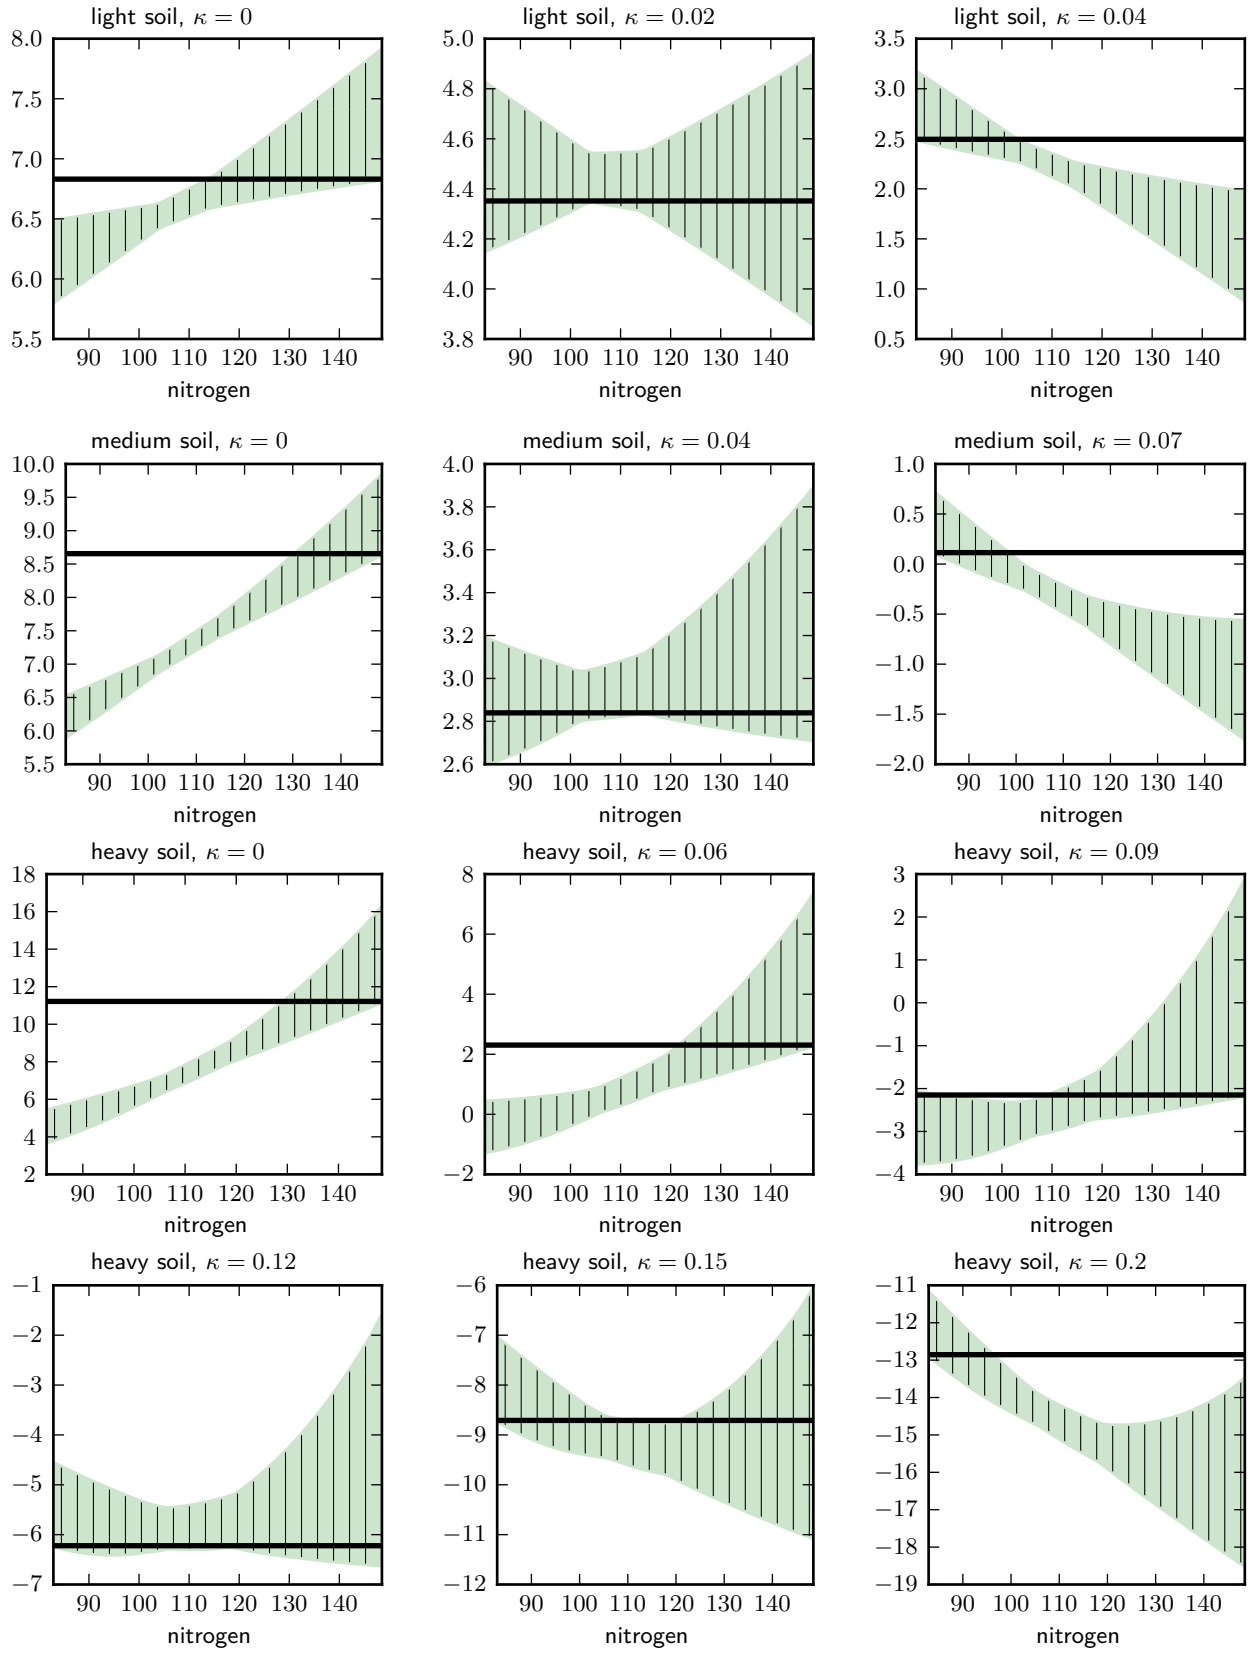 light soil, κ = 0
light soil, κ = 0.02
light soil, κ = 0.04
8.0
7.5
7.0
6.5
6.0
5.5
90 100 110 120 130 140
nitrogen
5.0
4.8
4.6
4.4
4.2
4.0
3.8
90 100 110 120 130 140
nitrogen
3.5
3.0
2.5
2.0
1.5
1.0
0.5
90 100 110 120 130 140
nitrogen
medium soil, κ = 0
medium soil, κ = 0.04
medium soil, κ = 0.07
10.0
9.5
9.0
8.5
8.0
7.5
7.0
6.5
6.0
5.5
90 100 110 120 130 140
nitrogen
4.0
3.8
3.6
3.4
3.2
3.0
2.8
2.6
90 100 110 120 130 140
nitrogen
1.0
0.5
0.0
−0.5
−1.0
−1.5
−2.0
90 100 110 120 130 140
nitrogen
heavy soil, κ = 0
heavy soil, κ = 0.06
heavy soil, κ = 0.09
18
16
14
12
10
8
6
4
2
90 100 110 120 130 140
nitrogen
8
6
4
2
0
−2
90 100 110 120 130 140
nitrogen
3
2
1
0
−1
−2
−3
−4
90 100 110 120 130 140
nitrogen
heavy soil, κ = 0.12
heavy soil, κ = 0.15
heavy soil, κ = 0.2
−1
−2
−3
−4
−5
−6
−7
90 100 110 120 130 140
nitrogen
−6
−7
−8
−9
−10
−11
−12
90 100 110 120 130 140
nitrogen
−11
−12
−13
−14
−15
−16
−17
−18
−19
90 100 110 120 130 140
nitrogen